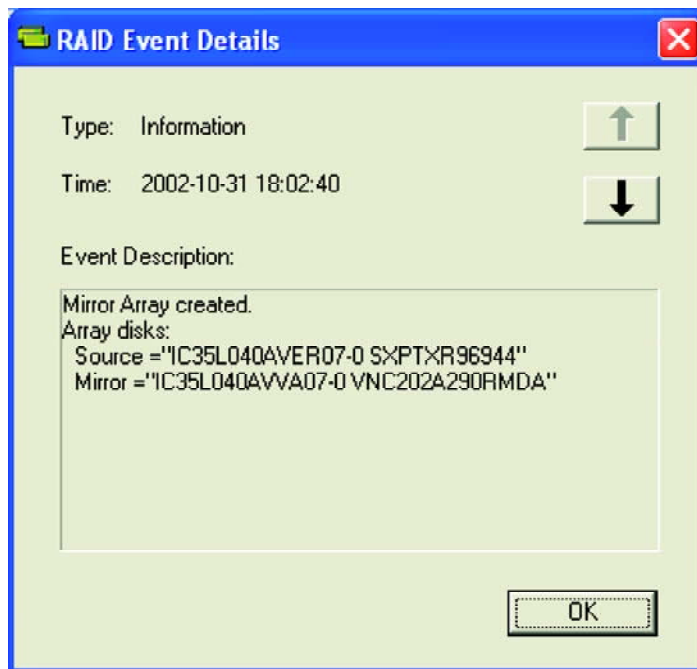 RAID Event Details
Type: Information
Time: 2002-10-31 18:02:40
Event Description:
Mirror Array created.
Array disks:
Source ="IC35L040AVER07-0 SXPTXR96944"
Mirror ="IC35L040AVVA07-0 VNC202A290RMDA"
OK